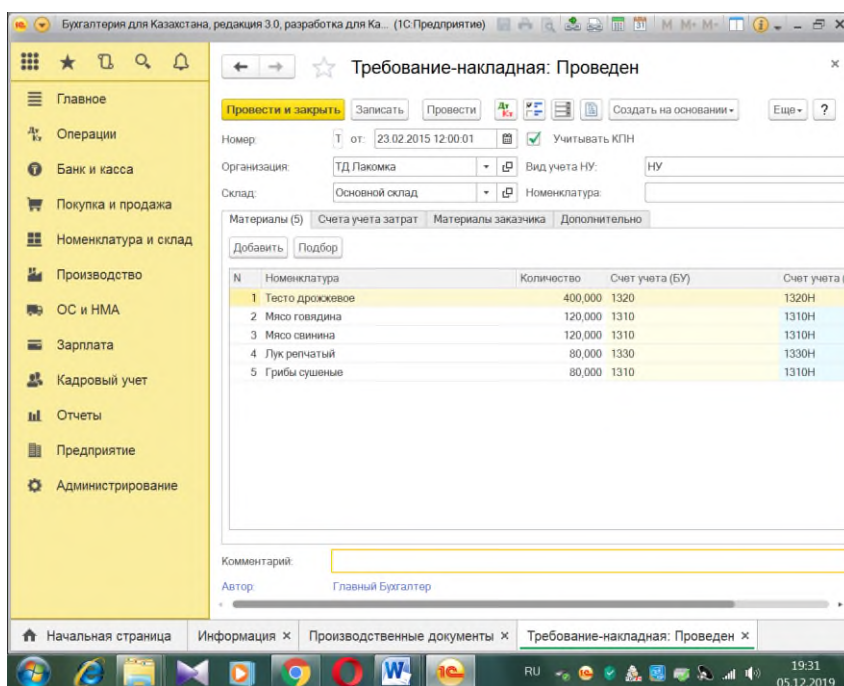 Бухгалтерия для Казахстана, редакция 3.0, разработка для Ка... (1С:Предприятие) M M+ M-
Главное
Операции
Банк и касса
Покупка и продажа
Номенклатура и склад
Производство
ОС и НМА
Зарплата
Кадровый учет
Отчеты
Предприятие
Администрирование
Требование-накладная: Проведен
Провести и закрыть Записать Провести Создать на основании Еще ?
Номер: Т от: 23.02.2015 12:00:01 Учитывать КПН
Организация: ТД Лакомка Вид учета НУ: НУ
Склад: Основной склад Номенклатура:
Материалы (5) Счета учета затрат Материалы заказчика Дополнительно
Добавить Подбор
N Номенклатура Количество Счет учета (БУ) Счет учета (
1 Тесто дрожжевое 400,000 1320 1320Н
2 Мясо говядина 120,000 1310 1310Н
3 Мясо свинина 120,000 1310 1310Н
4 Лук репчатый 80,000 1330 1330Н
5 Грибы сушеные 80,000 1310 1310Н
Комментарий:
Автор: Главный Бухгалтер
Начальная страница Информация × Производственные документы × Требование-накладная: Проведен ×
RU 19:31
05.12.2019